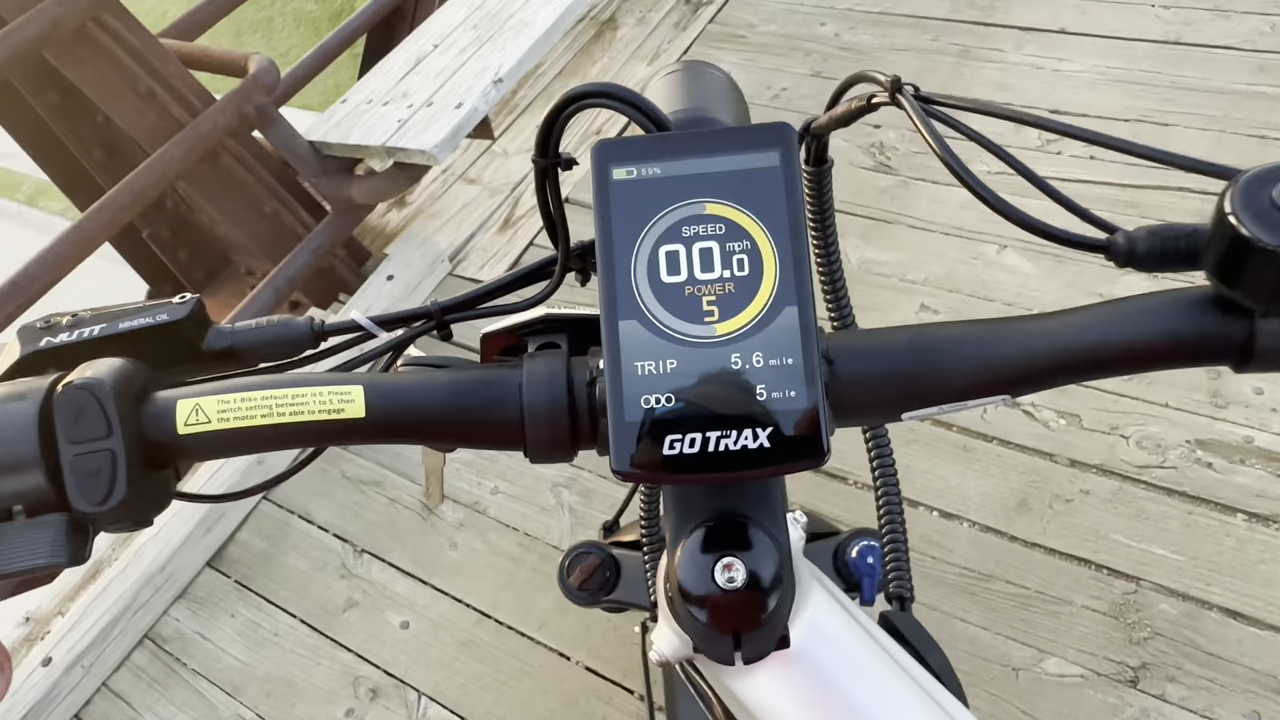 59%
SPEED
00.0 mph
POWER
5
TRIP 5.6 mile
ODO 5 mile
GOTRAX
NUTT MINERAL OIL
The E-Bike default gear is 0. Please
switch setting between 1 to 5, then
the motor will be able to engage